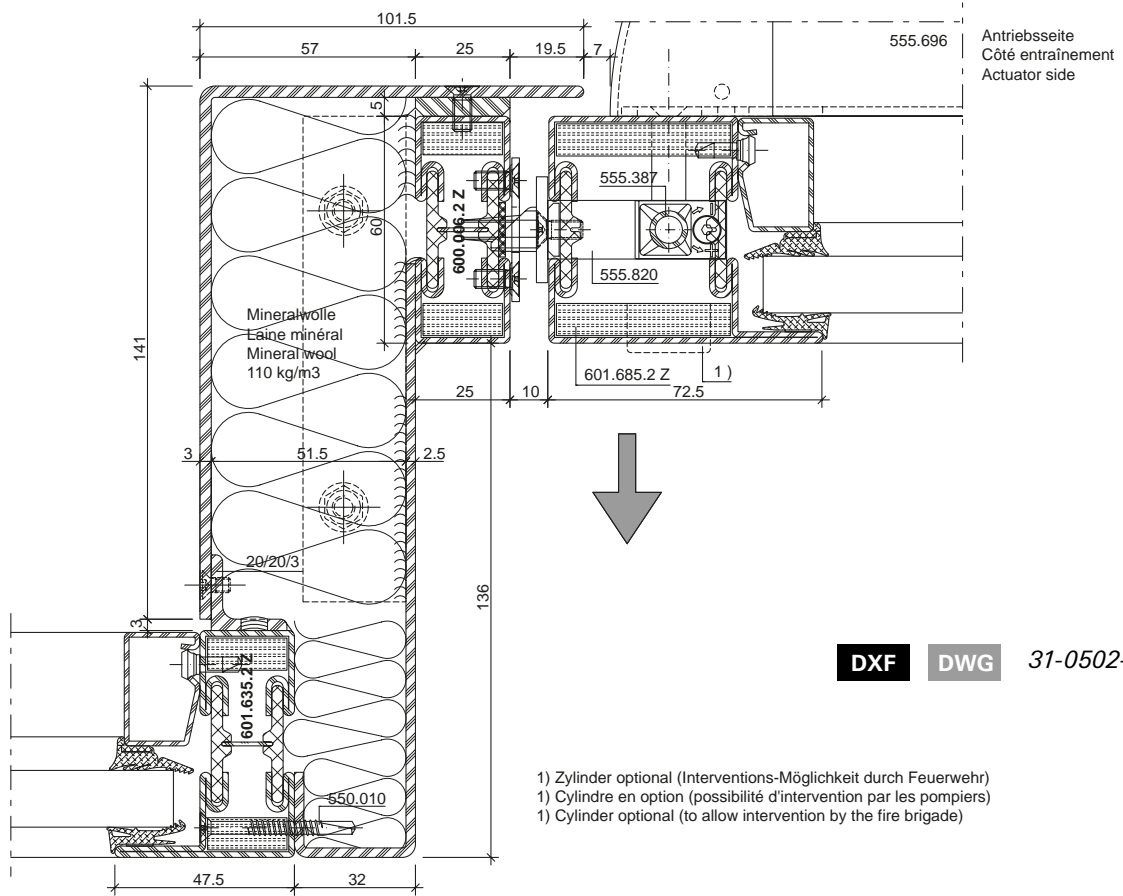 101.5
57
25
19.5
7
555.696
Antriebsseite
Côté entraînement
Actuator side
5
555.387
600.006.2 Z
60
555.820
Mineralwolle
Laine minéral
Mineral wool
110 kg/m3
141
601.685.2 Z
1 )
25
10
72.5
3
51.5
2.5
20/20/3
136
3
601.635.2 Z
DXF
DWG
31-0502-
550.010
1) Zylinder optional (Interventions-Möglichkeit durch Feuerwehr)
1) Cylindre en option (possibilité d'intervention par les pompiers)
1) Cylinder optional (to allow intervention by the fire brigade)
47.5
32